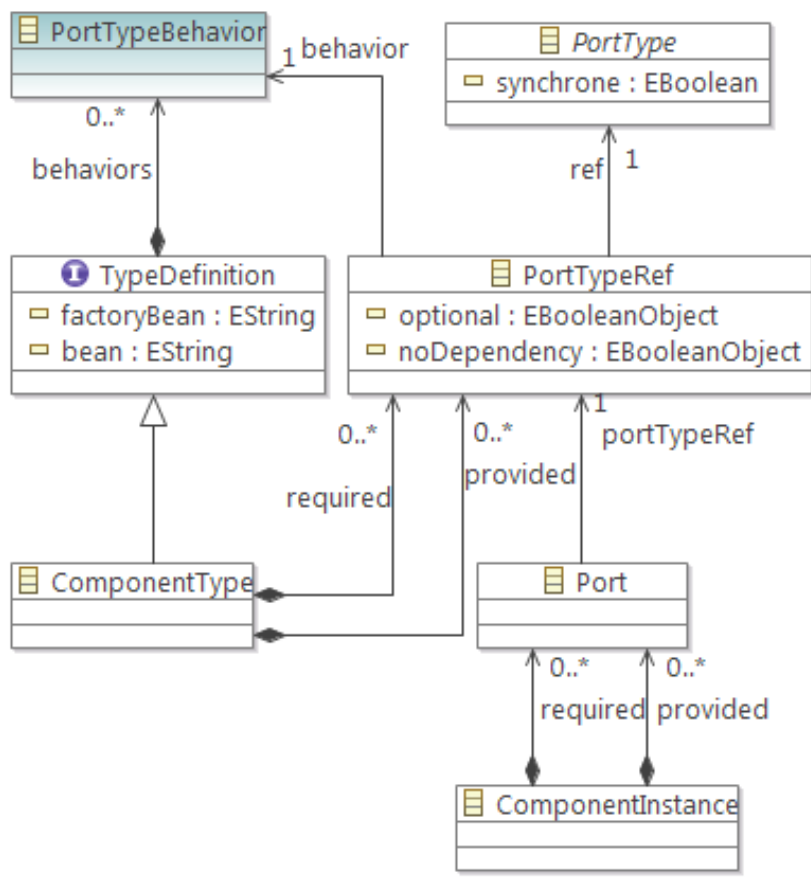 PortTypeBehavior
1 behavior
PortType
synchrone : EBoolean
0..*
behaviors
ref 1
I TypeDefinition
factoryBean : EString
bean : EString
PortTypeRef
optional : EBooleanObject
noDependency : EBooleanObject
0..*
required
0..*
provided
1
portTypeRef
ComponentType
Port
0..*
required
0..*
provided
ComponentInstance